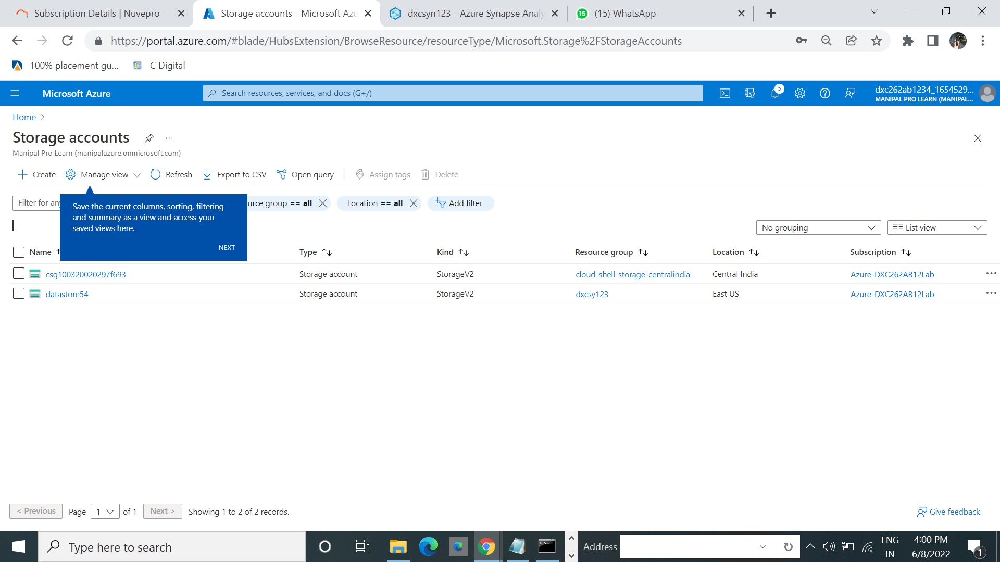 Subscription Details | Nuvepro
Storage accounts - Microsoft Azu
dxcsyn123 - Azure Synapse Analy
15 (15) WhatsApp
https://portal.azure.com/#blade/HubsExtension/BrowseResource/resourceType/Microsoft.Storage%2FStorageAccounts
100% placement gu...
C Digital
Microsoft Azure
Search resources, services, and docs (G+/)
5
dxc262ab1234_1654529...
MANIPAL PRO LEARN (MANIPAL...
Home >
Storage accounts ...
Manipal Pro Learn (manipalazure.onmicrosoft.com)
Create Manage view Refresh Export to CSV Open query Assign tags Delete
Filter for any
urce group == all
Location == all
Add filter
Save the current columns, sorting, filtering
and summary as a view and access your
saved views here.
NEXT
No grouping
List view
Name Type Kind Resource group Location Subscription
csg100320020297f693 Storage account StorageV2 cloud-shell-storage-centralindia Central India Azure-DXC262AB12Lab ...
datastore54 Storage account StorageV2 dxcsy123 East US Azure-DXC262AB12Lab ...
< Previous Page 1 of 1 Next > Showing 1 to 2 of 2 records.
Give feedback
Type here to search
Address
ENG
IN
4:00 PM
6/8/2022
1